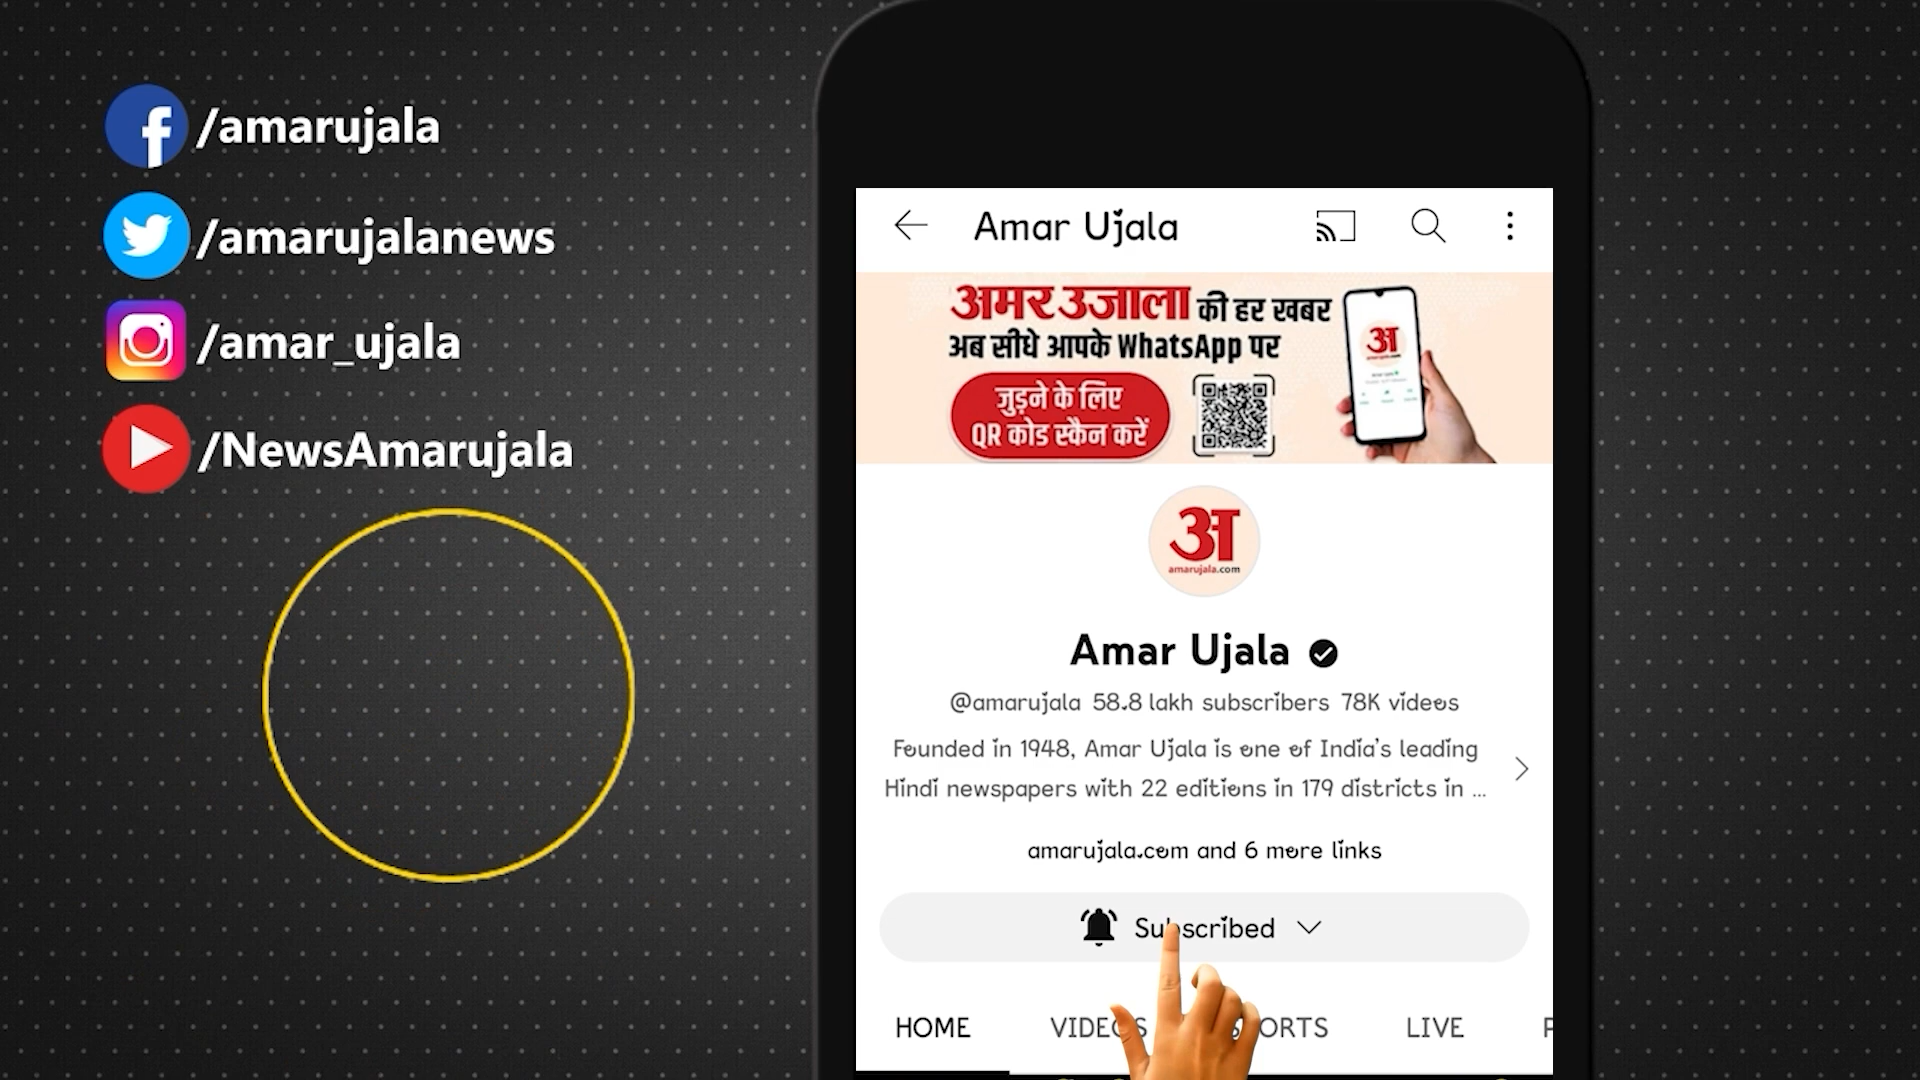 /amarujala
/amarujalanews
/amar_ujala
/NewsAmarujala
Amar Ujala
अमर उजाला की हर खबर
अब सीधे आपके WhatsApp पर
जुड़ने के लिए
QR कोड स्कैन करें
अ
अ
amarujala.com
Amar Ujala
@amarujala 58.8 lakh subscribers 78K videos
Founded in 1948, Amar Ujala is one of India's leading
Hindi newspapers with 22 editions in 179 districts in ...
amarujala.com and 6 more links
Subscribed
HOME VIDEOS SHORTS LIVE